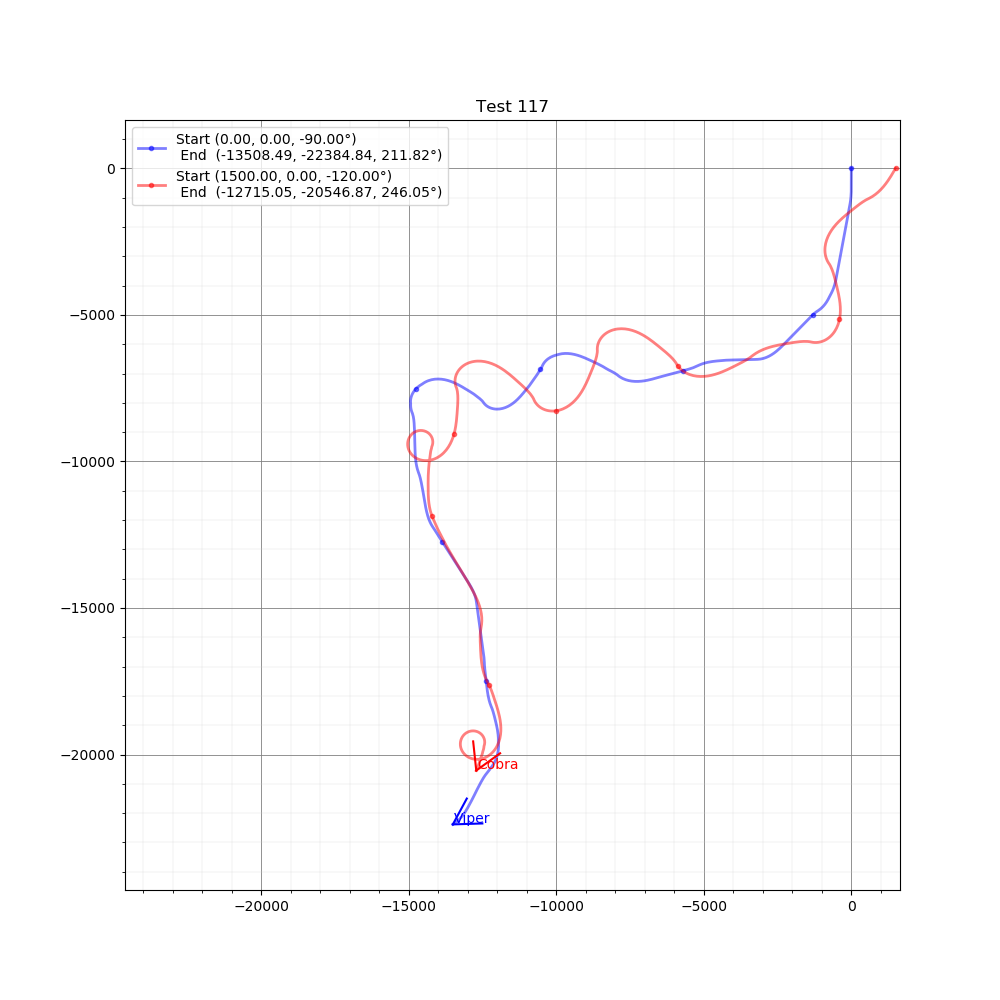 Test 117
Start (0.00, 0.00, -90.00°)
End  (-13508.49, -22384.84, 211.82°)
Start (1500.00, 0.00, -120.00°)
End  (-12715.05, -20546.87, 246.05°)
0
−5000
−10000
−15000
−20000
Cobra
Viper
−20000
−15000
−10000
−5000
0